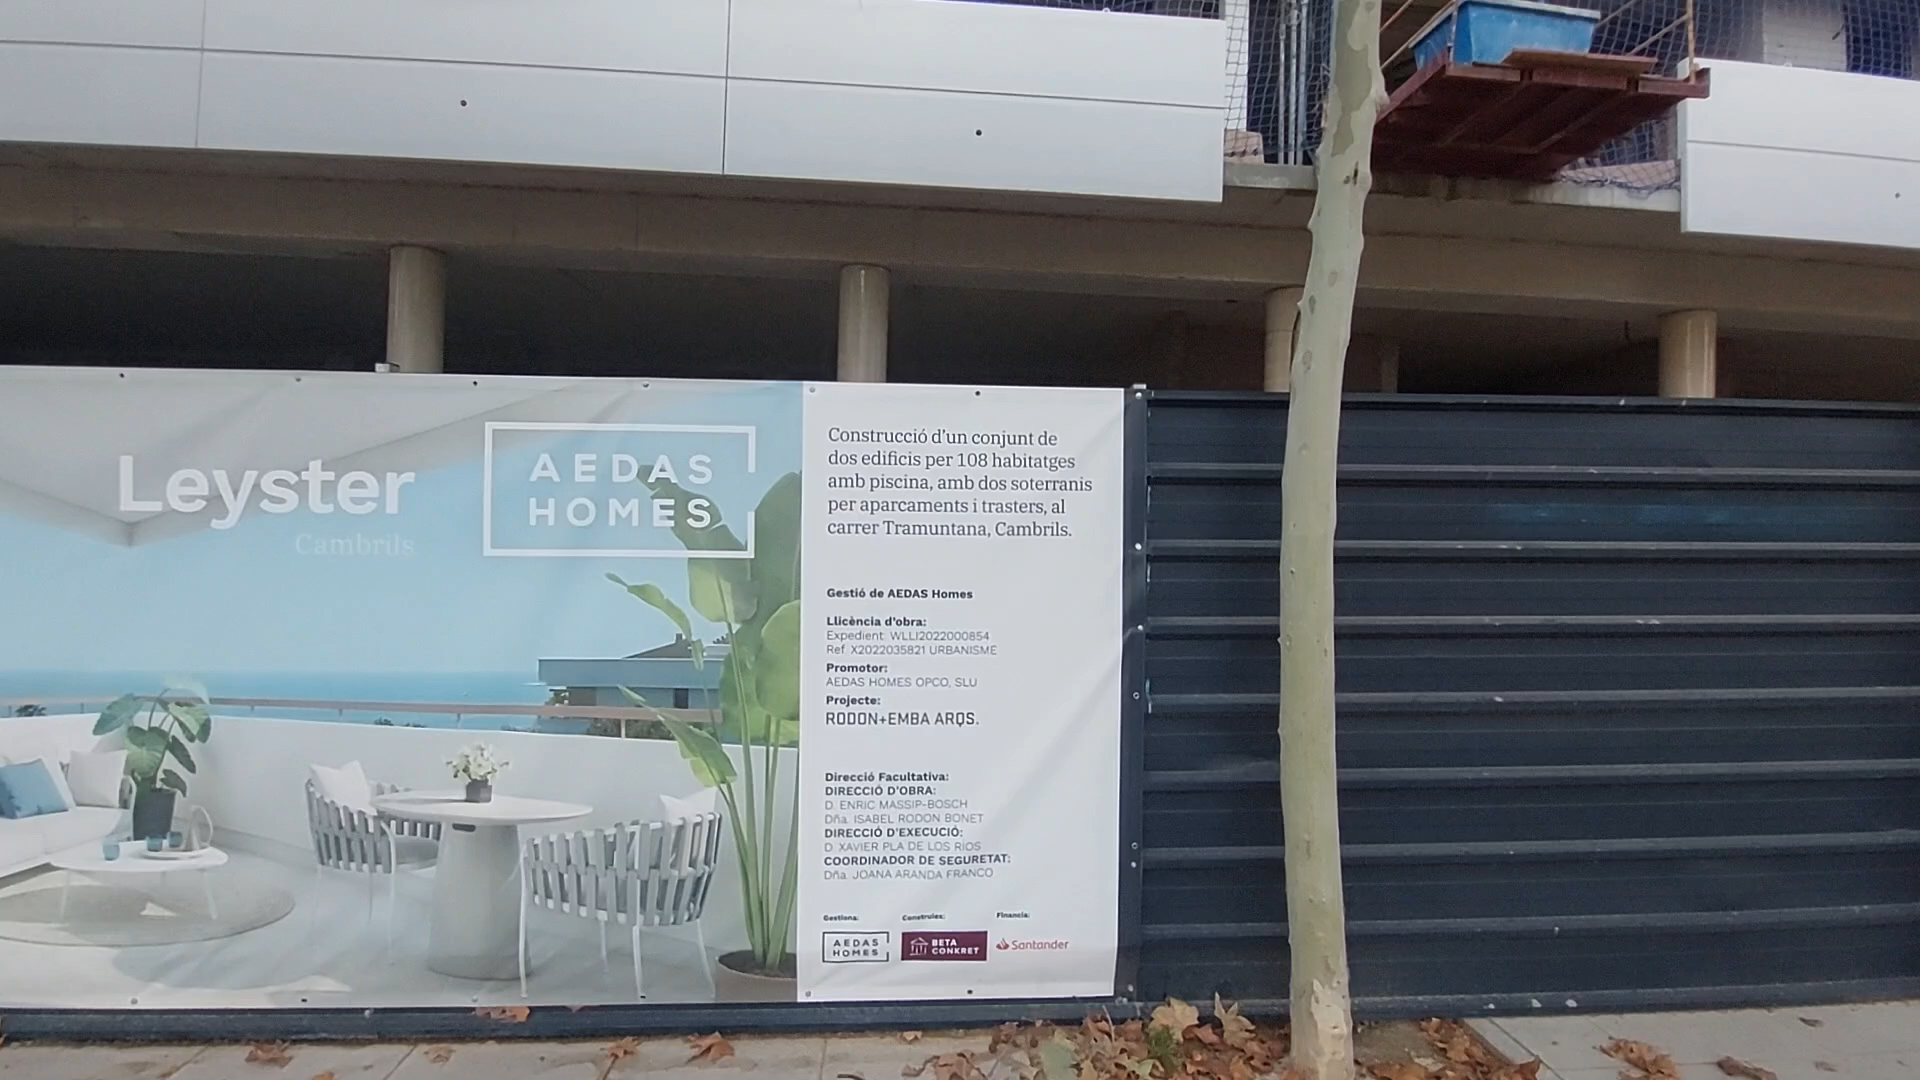 Leyster
Cambrils
AEDAS
HOMES
Construcció d'un conjunt de
dos edificis per 108 habitatges
amb piscina, amb dos soterranis
per aparcaments i trasters, al
carrer Tramuntana, Cambrils.
Gestió de AEDAS Homes
Llicència d'obra:
Expedient: WLLI2022000854
Ref. X2022035821 URBANISME
Promotor:
AEDAS HOMES OPCO, SLU
Projecte:
RODON+EMBA ARQS.
Direcció Facultativa:
DIRECCIÓ D'OBRA:
D. ENRIC MASSIP-BOSCH
Dña. ISABEL RODON BONET
DIRECCIÓ D'EXECUCIÓ:
D. XAVIER PLA DE LOS RIOS
COORDINADOR DE SEGURETAT:
Dña. JOANA ARANDA FRANCO
Gestiona: Construies: Financia:
AEDAS
HOMES
BETA
CONKRET
Santander